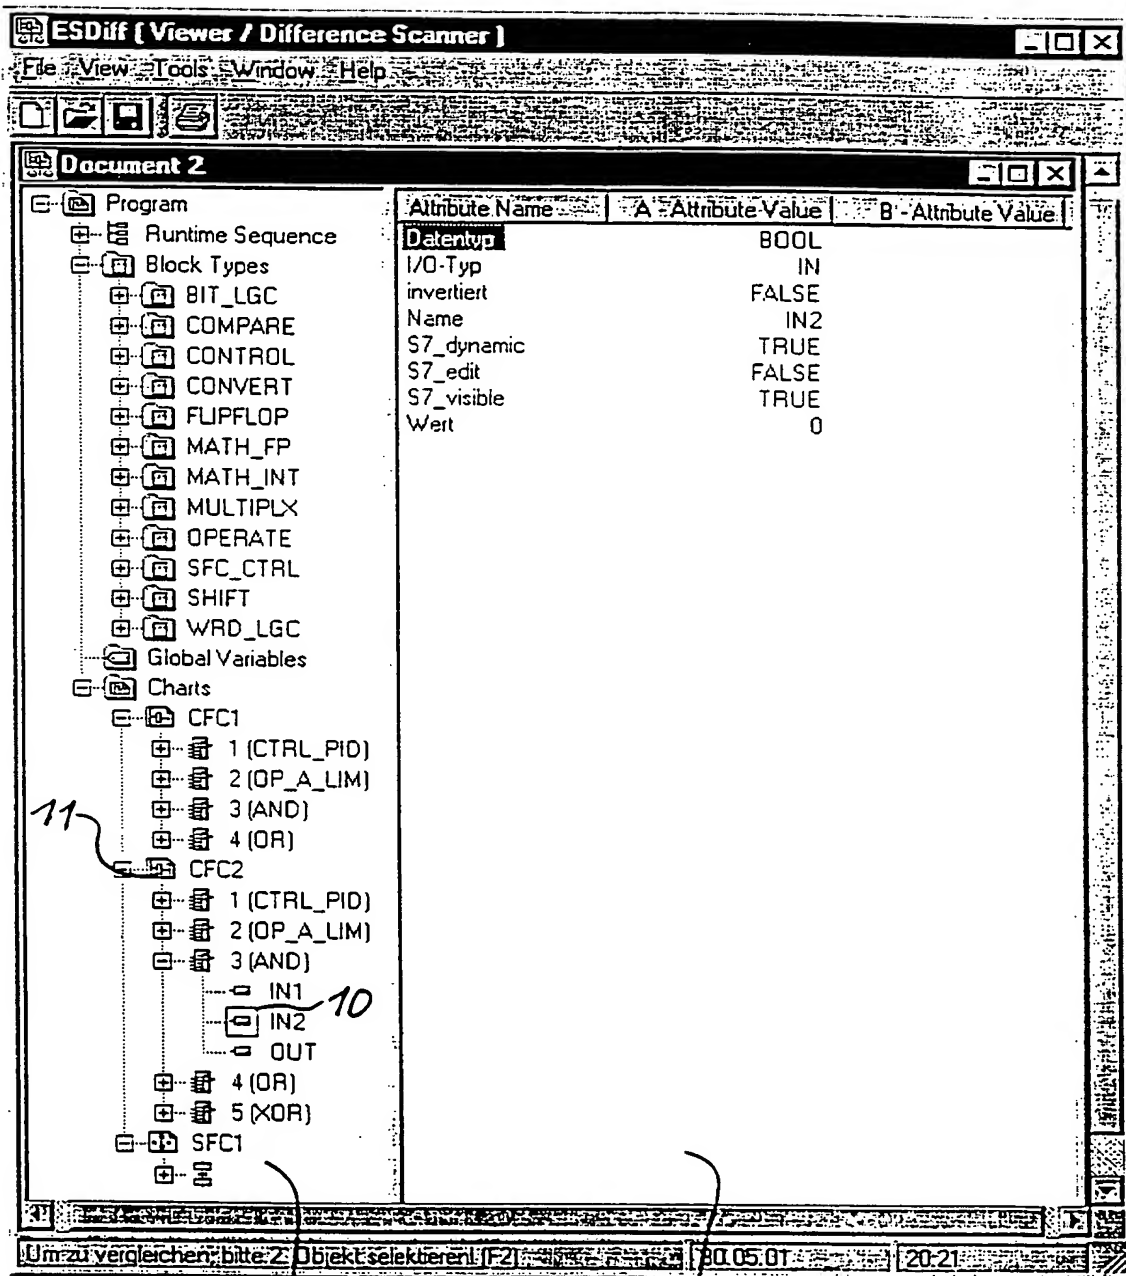 ESDiff [ Viewer / Difference Scanner ]
File View Tools Window Help
Document 2
Program
Runtime Sequence
Block Types
BIT_LGC
COMPARE
CONTROL
CONVERT
FLIPFLOP
MATH_FP
MATH_INT
MULTIPLX
OPERATE
SFC_CTRL
SHIFT
WRD_LGC
Global Variables
Charts
CFC1
1 (CTRL_PID)
2 (OP_A_LIM)
3 (AND)
4 (OR)
11
CFC2
1 (CTRL_PID)
2 (OP_A_LIM)
3 (AND)
IN1
10
IN2
OUT
4 (OR)
5 (XOR)
SFC1
Attribute Name A - Attribute Value B - Attribute Value
Datentyp BOOL
I/O-Typ IN
invertiert FALSE
Name IN2
S7_dynamic TRUE
S7_edit FALSE
S7_visible TRUE
Wert 0
Um zu vergleichen, bitte 2. Objekt selektieren! (F2) 30.05.01 20:21